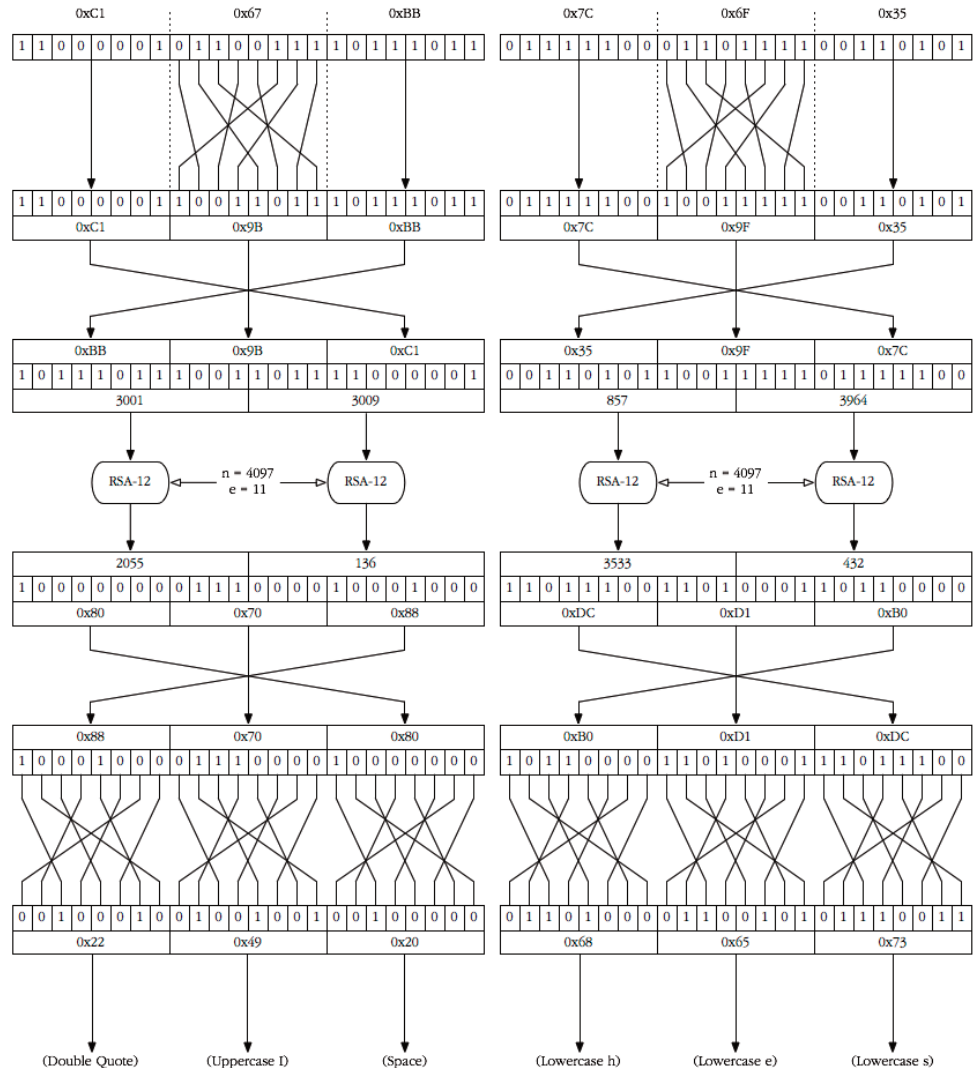 0xC1 0x67 0xBB 0x7C 0x6F 0x35
1 1 0 0 0 0 0 1 0 1 1 0 0 1 1 1 1 0 1 1 1 0 1 1 0 1 1 1 1 1 0 0 0 1 1 0 1 1 1 1 0 0 1 1 0 1 0 1
1 1 0 0 0 0 0 1 1 0 0 1 1 0 1 1 1 0 1 1 1 0 1 1 0 1 1 1 1 1 0 0 1 0 0 1 1 1 1 1 0 0 1 1 0 1 0 1
0xC1 0x9B 0xBB 0x7C 0x9F 0x35
0xBB 0x9B 0xC1 0x35 0x9F 0x7C
1 0 1 1 1 0 1 1 1 0 0 1 1 0 1 1 1 1 0 0 0 0 0 1 0 0 1 1 0 1 0 1 1 0 0 1 1 1 1 1 0 1 1 1 1 1 0 0
3001 3009 857 3964
RSA-12 n = 4097 RSA-12 RSA-12 n = 4097 RSA-12
e = 11 e = 11
2055 136 3533 432
1 0 0 0 0 0 0 0 0 1 1 1 0 0 0 0 1 0 0 0 1 0 0 0 1 1 0 1 1 1 0 0 1 1 0 1 0 0 0 1 1 0 1 1 0 0 0 0
0x80 0x70 0x88 0xDC 0xD1 0xB0
0x88 0x70 0x80 0xB0 0xD1 0xDC
1 0 0 0 1 0 0 0 0 1 1 1 0 0 0 0 1 0 0 0 0 0 0 0 1 0 1 1 0 0 0 0 1 1 0 1 0 0 0 1 1 1 0 1 1 1 0 0
0 0 1 0 0 0 1 0 0 1 0 0 1 0 0 1 0 0 1 0 0 0 0 0 0 1 1 0 1 0 0 0 0 1 1 0 0 1 0 1 0 1 1 1 0 0 1 1
0x22 0x49 0x20 0x68 0x65 0x73
(Double Quote) (Uppercase I) (Space) (Lowercase h) (Lowercase e) (Lowercase s)